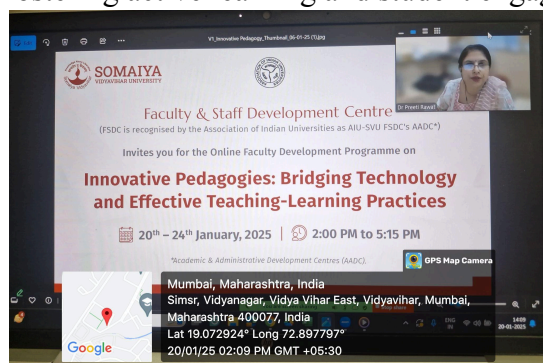 V1_Innovative Pedagogy_Thumbnail_06-01-25 (1).jpg
SOMAIYA
VIDYAVIHAR UNIVERSITY
Dr Preeti Rawat
Faculty & Staff Development Centre
(FSDC is recognised by the Association of Indian Universities as AIU-SVU FSDC's AADC*)
Invites you for the Online Faculty Development Programme on
Innovative Pedagogies: Bridging Technology
and Effective Teaching-Learning Practices
20th – 24th January, 2025 | 2:00 PM to 5:15 PM
*Academic & Administrative Development Centres (AADC).
GPS Map Camera
Mumbai, Maharashtra, India
Simsr, Vidyanagar, Vidya Vihar East, Vidyavihar, Mumbai,
Maharashtra 400077, India
Lat 19.072924° Long 72.897797°
20/01/25 02:09 PM GMT +05:30
Google
ENG
IN
14:09
20-01-2025